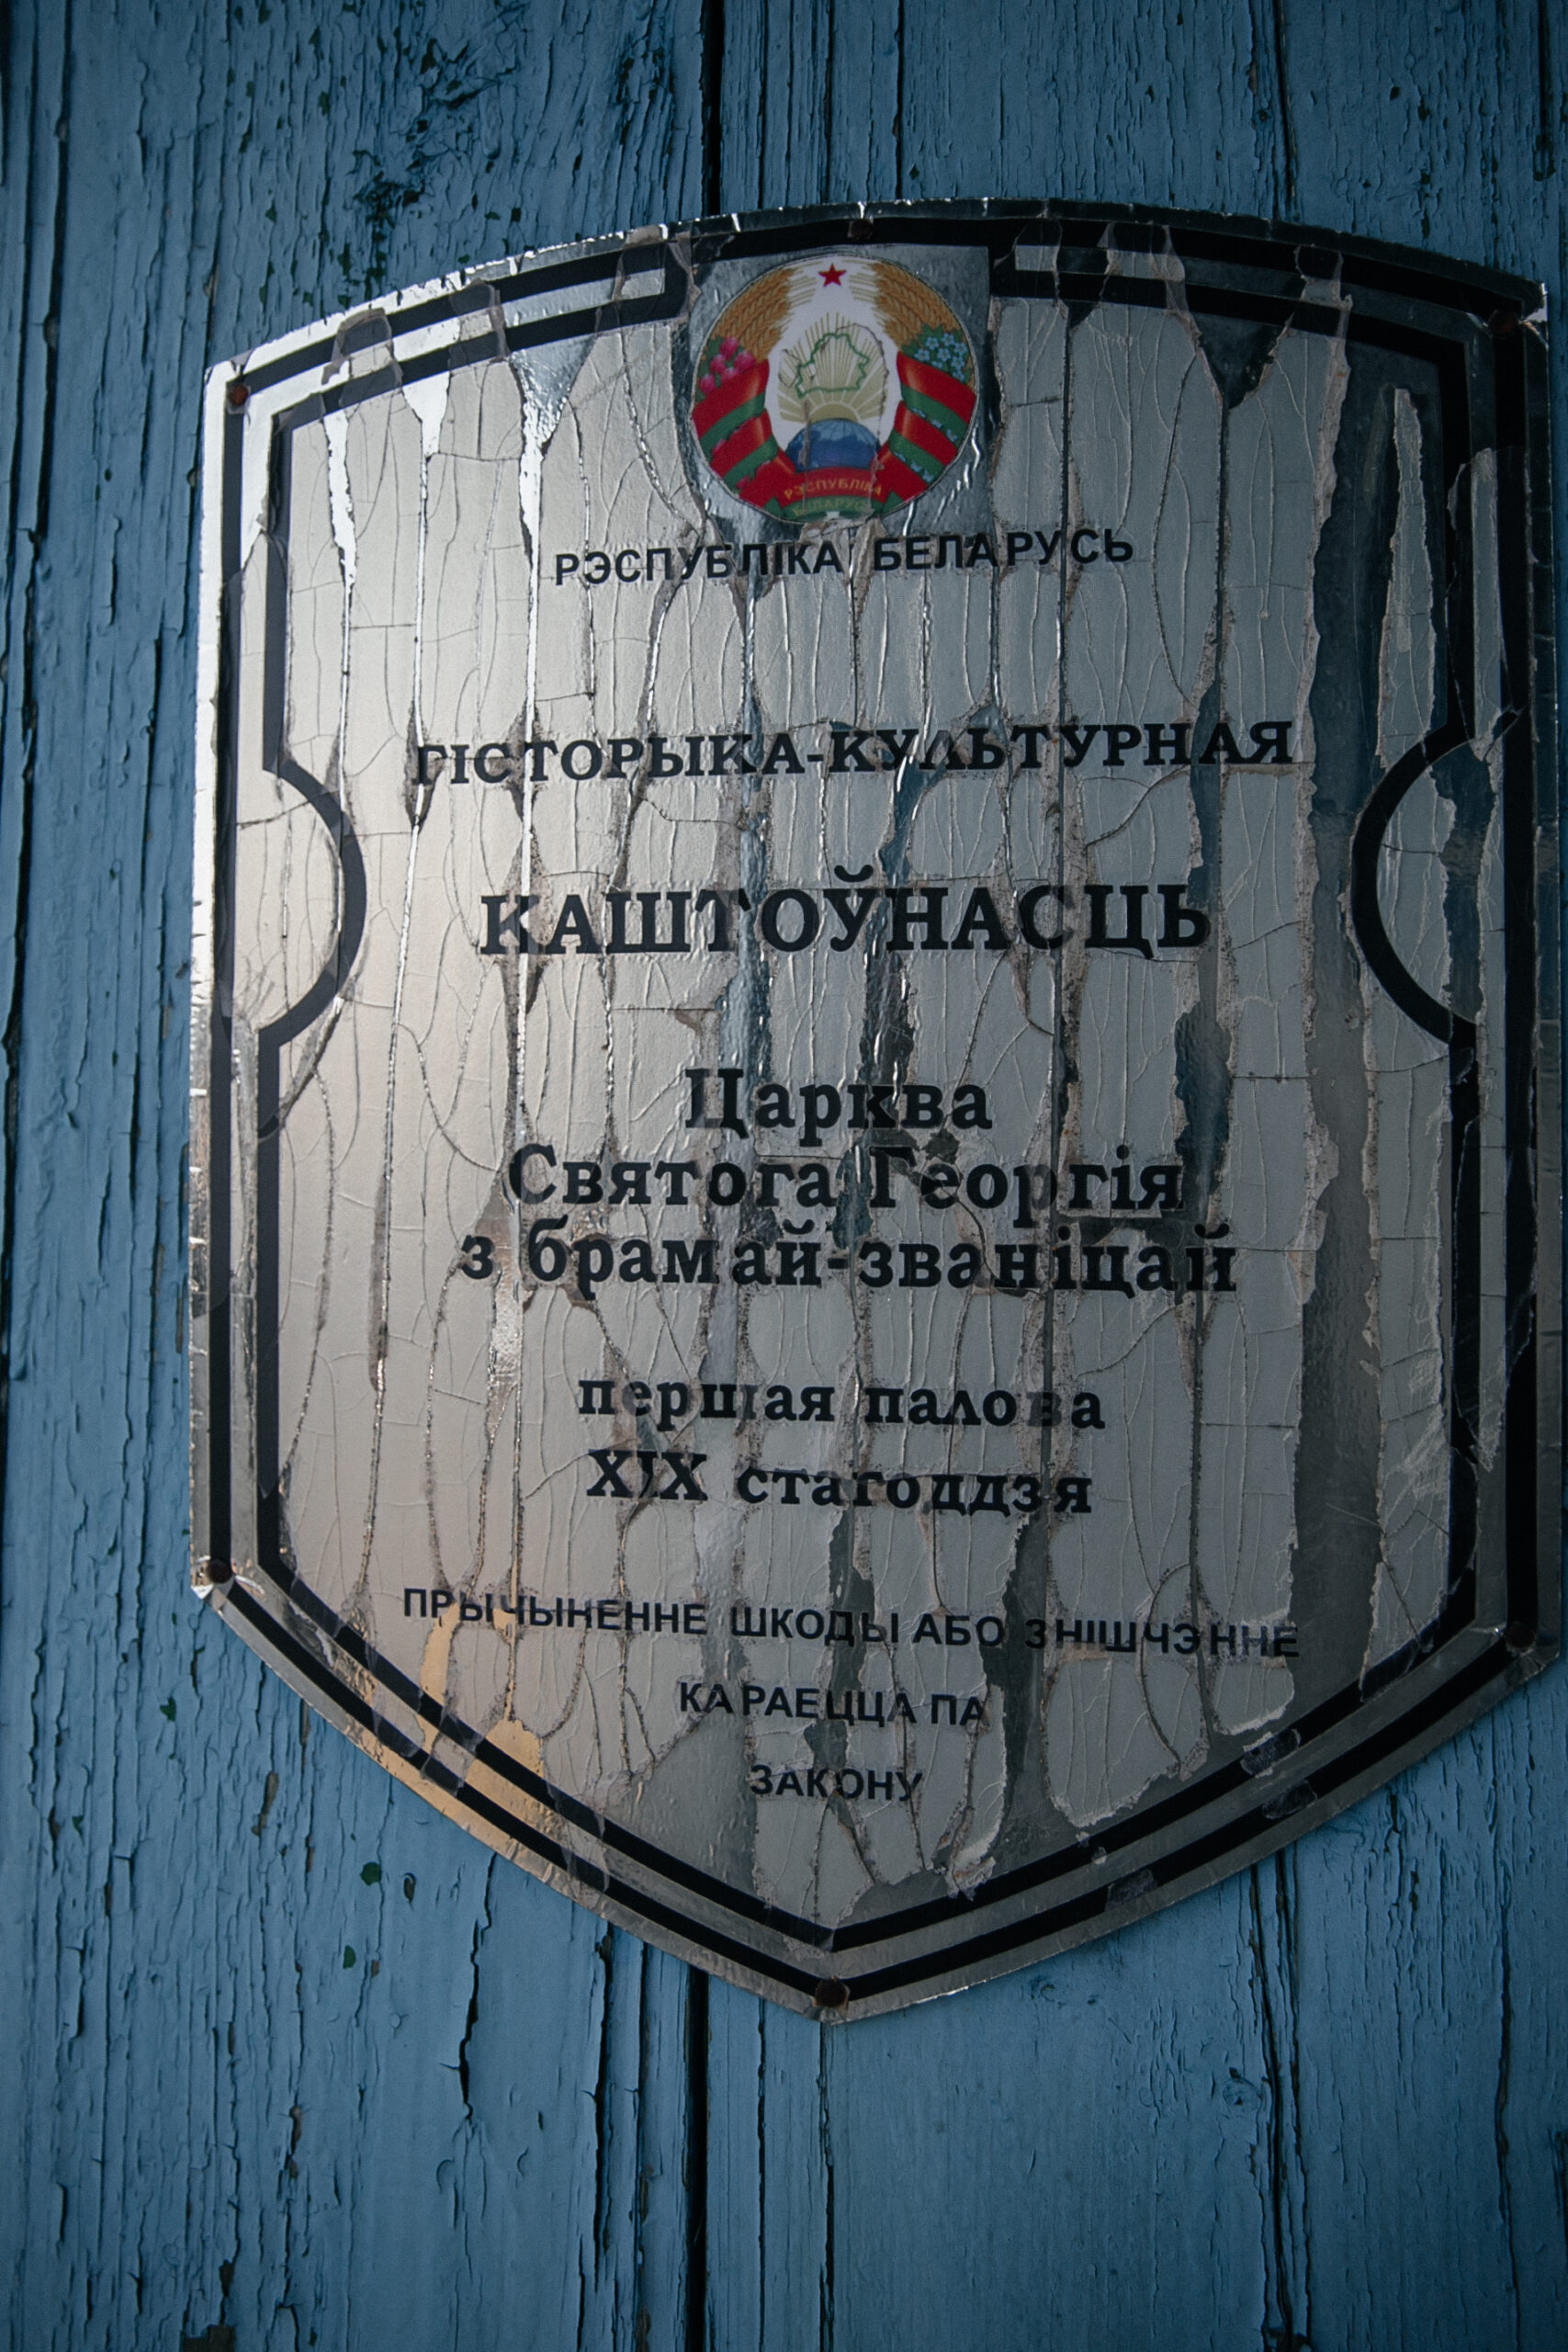 РЭСПУБЛІКА
БЕЛАРУСЬ
РЭСПУБЛІКА БЕЛАРУСЬ
ГІСТОРЫКА-КУЛЬТУРНАЯ
КАШТОЎНАСЦЬ
Царква
Святога Георгія
з брамай-званіцай
першая палова
XIX стагоддзя
ПРЫЧЫНЕННЕ ШКОДЫ АБО ЗНІШЧЭННЕ
КАРАЕЦЦА ПА
ЗАКОНУ